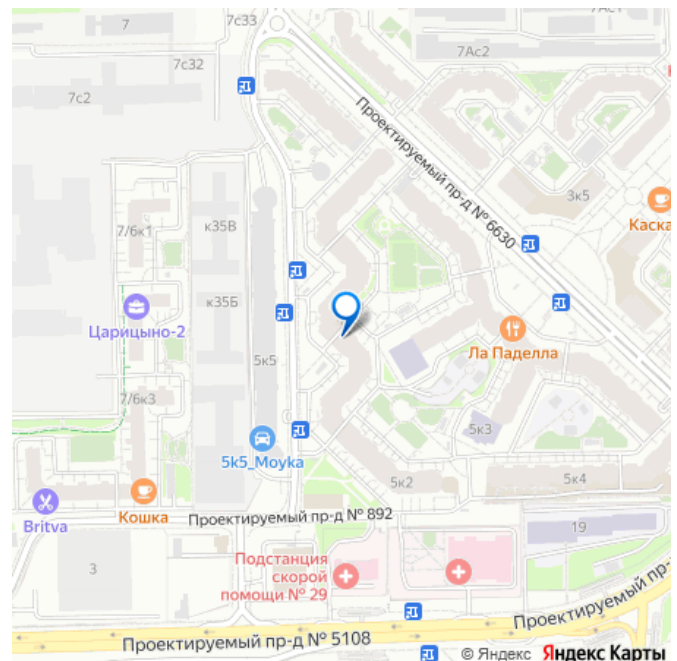 7с33
7
7Ас1
7Ас2
7с32
7с2
Проектируемый пр-д № 6630
3к5
Каска
7/6к1
к35В
к35Б
Царицыно-2
Ла Паделла
5к5
7/6к3
5к3
5k5_Moyka
5к2
5к4
Britva
Кошка
Проектируемый пр-д № 892
19
3
Подстанция
скорой
помощи № 29
Проектируемый пр-
Проектируемый пр-д № 5108
© Яндекс Яндекс Карты